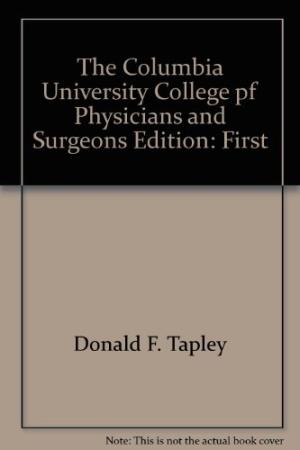 The Columbia
University College pf
Physicians and
Surgeons Edition: First
Donald F. Tapley
Note: This is not the actual book cover